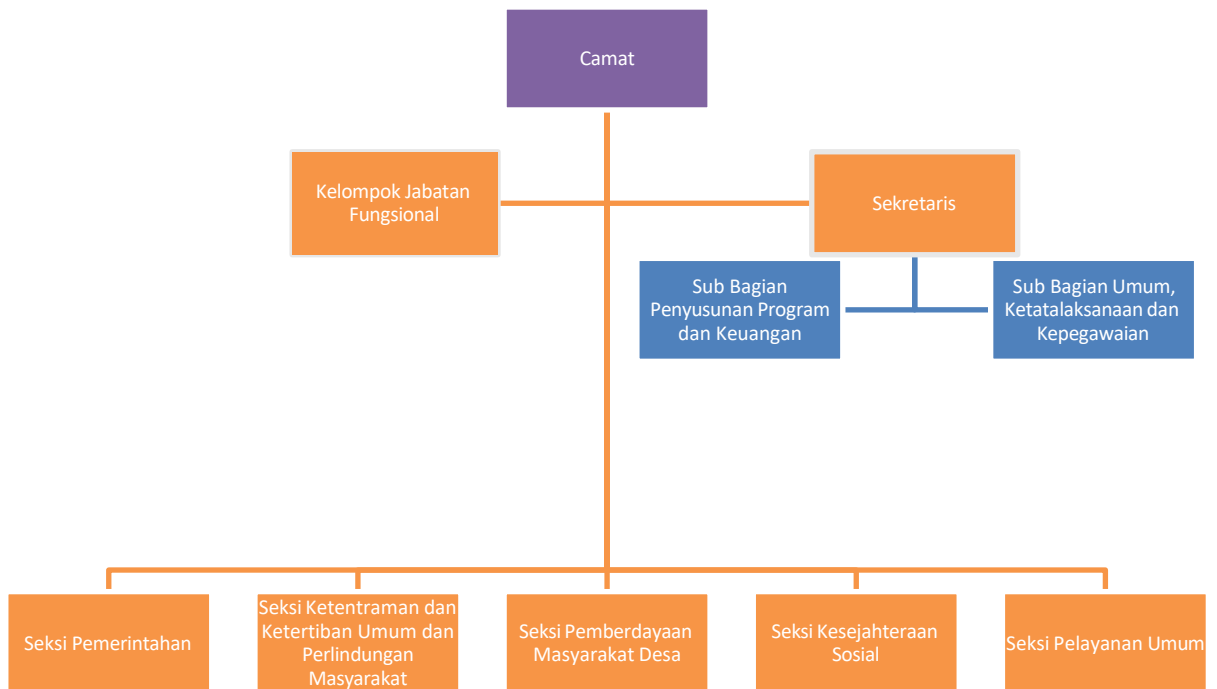 Camat
Kelompok Jabatan
Fungsional
Sekretaris
Sub Bagian
Penyusunan Program
dan Keuangan
Sub Bagian Umum,
Ketatalaksanaan dan
Kepegawaian
Seksi Pemerintahan
Seksi Ketentraman dan
Ketertiban Umum dan
Perlindungan
Masyarakat
Seksi Pemberdayaan
Masyarakat Desa
Seksi Kesejahteraan
Sosial
Seksi Pelayanan Umum